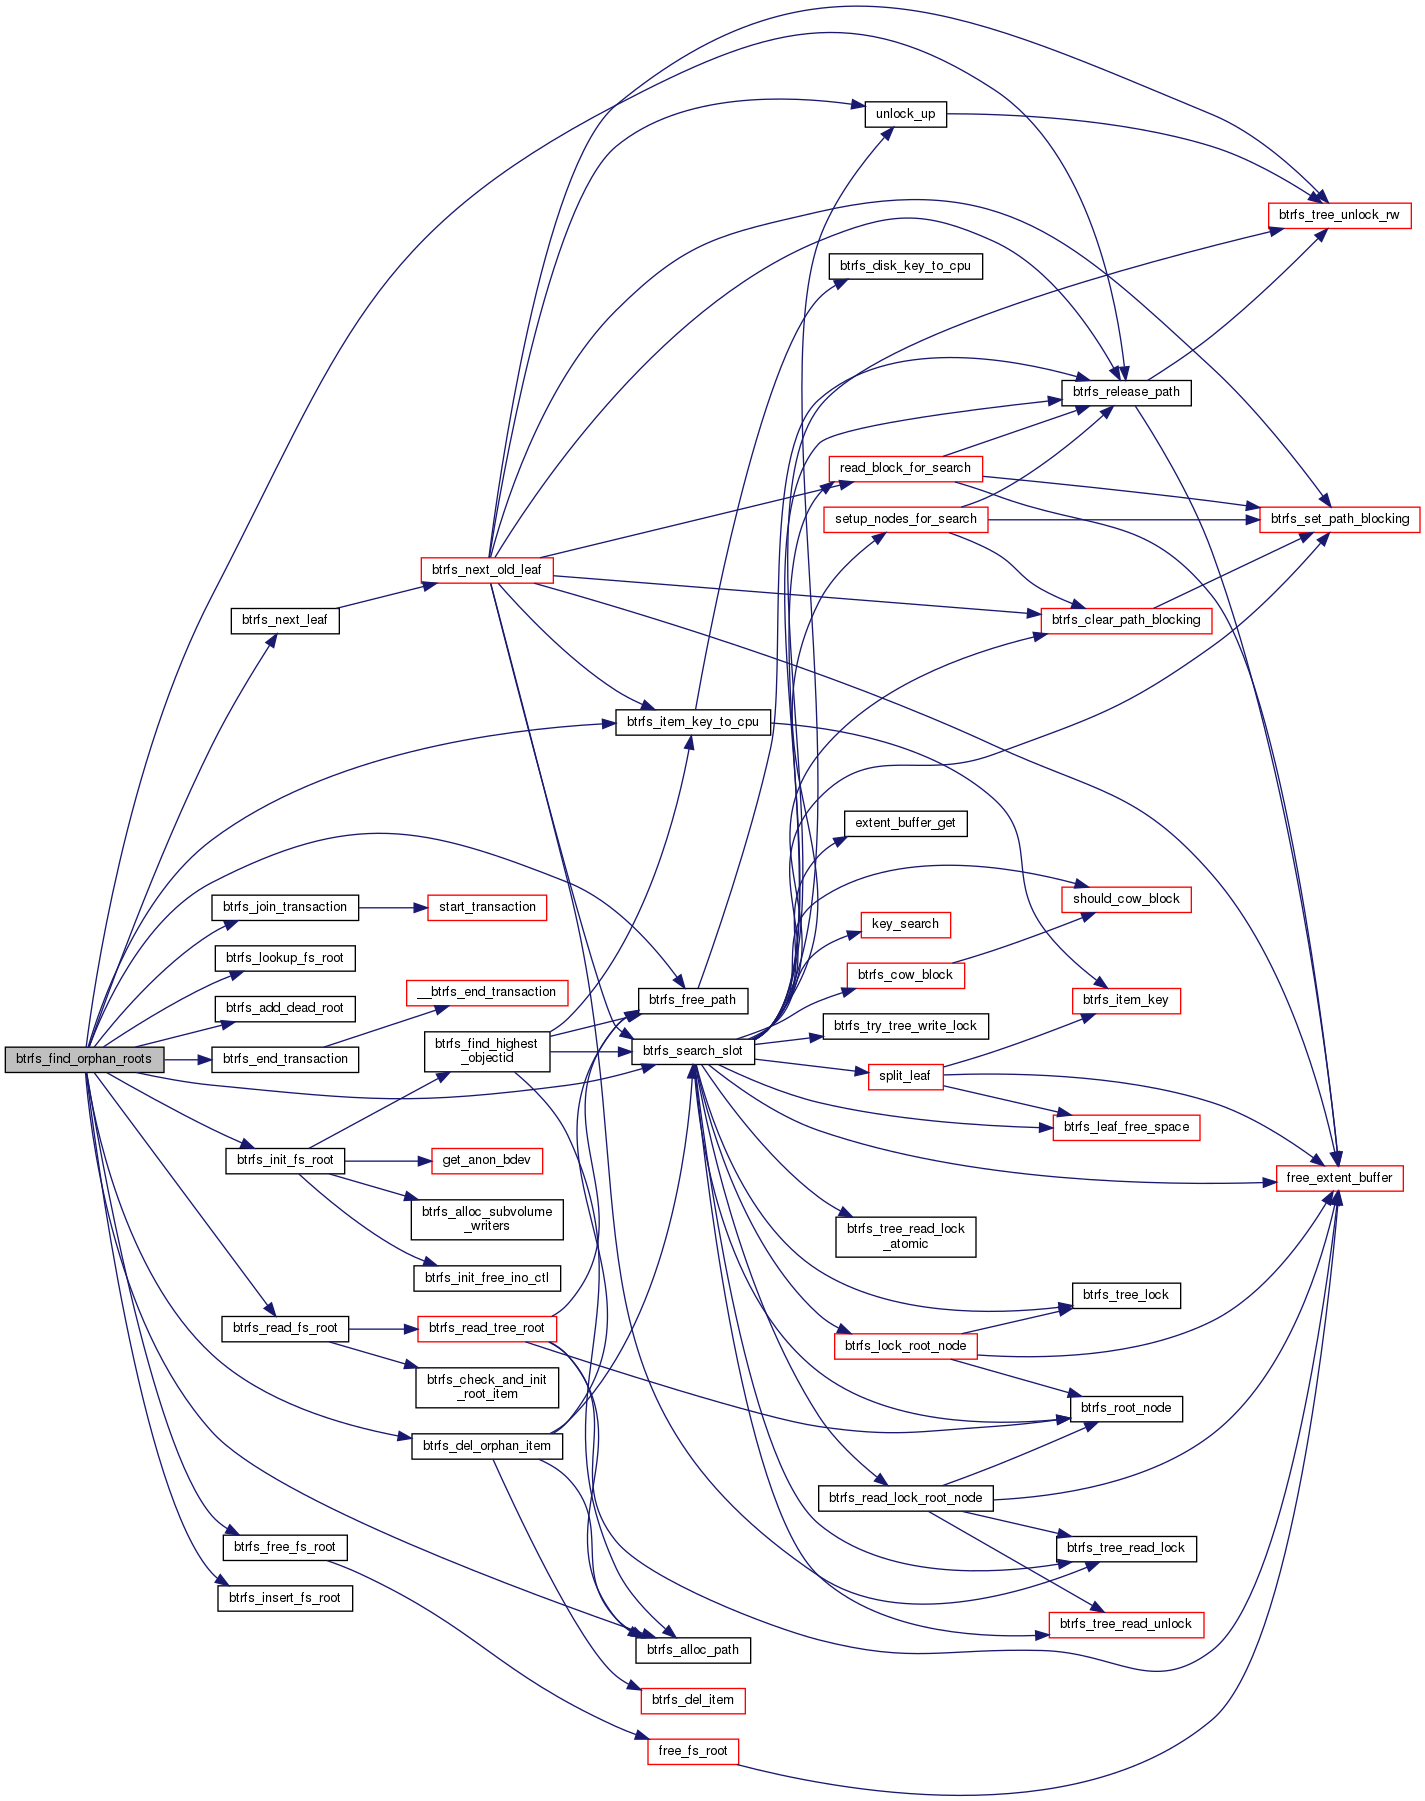 unlock_up
btrfs_tree_unlock_rw
btrfs_disk_key_to_cpu
btrfs_release_path
read_block_for_search
setup_nodes_for_search
btrfs_set_path_blocking
btrfs_next_old_leaf
btrfs_next_leaf
btrfs_clear_path_blocking
btrfs_item_key_to_cpu
extent_buffer_get
should_cow_block
btrfs_join_transaction
start_transaction
key_search
btrfs_lookup_fs_root
btrfs_cow_block
__btrfs_end_transaction
btrfs_free_path
btrfs_item_key
btrfs_add_dead_root
btrfs_try_tree_write_lock
btrfs_find_orphan_roots
btrfs_end_transaction
btrfs_find_highest
_objectid
btrfs_search_slot
split_leaf
btrfs_leaf_free_space
btrfs_init_fs_root
get_anon_bdev
free_extent_buffer
btrfs_alloc_subvolume
_writers
btrfs_tree_read_lock
_atomic
btrfs_init_free_ino_ctl
btrfs_tree_lock
btrfs_read_fs_root
btrfs_read_tree_root
btrfs_lock_root_node
btrfs_check_and_init
_root_item
btrfs_root_node
btrfs_del_orphan_item
btrfs_read_lock_root_node
btrfs_free_fs_root
btrfs_tree_read_lock
btrfs_insert_fs_root
btrfs_tree_read_unlock
btrfs_alloc_path
btrfs_del_item
free_fs_root